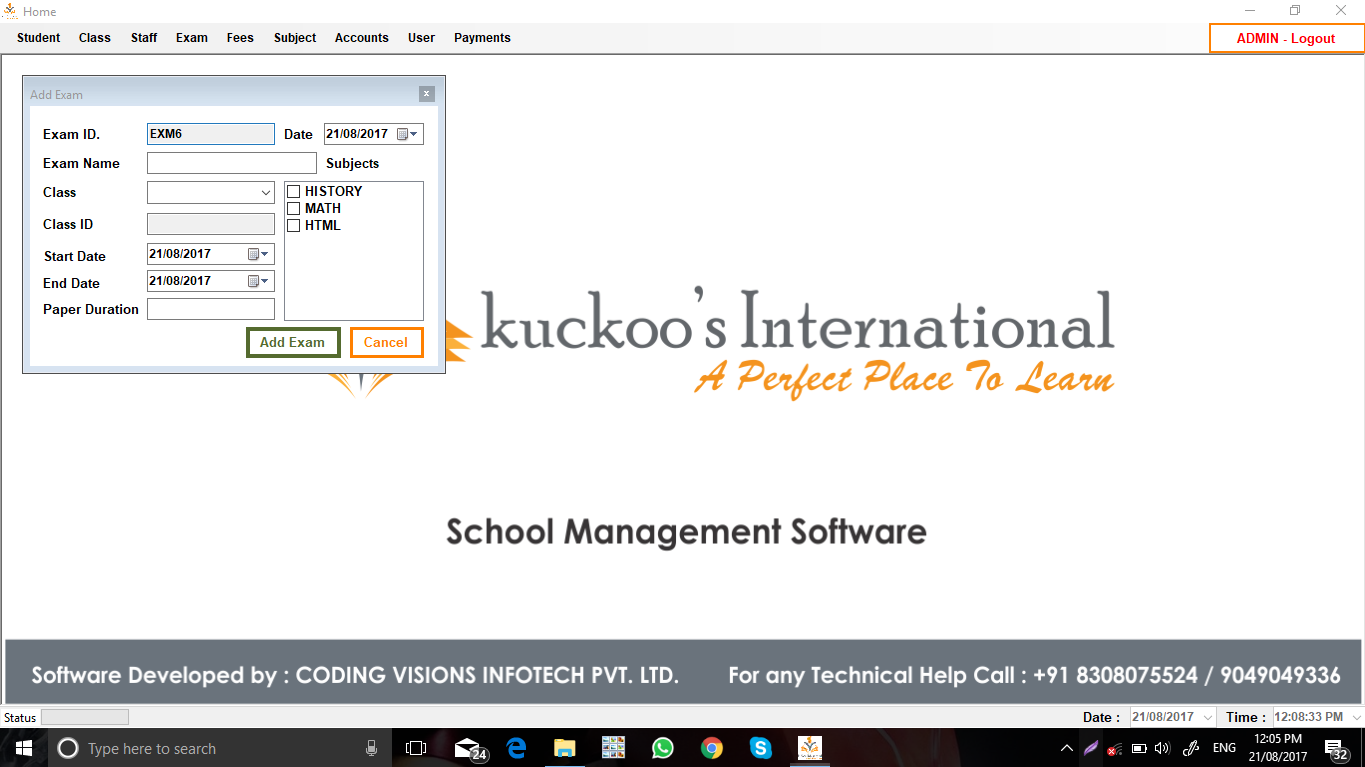 Home
Student Class Staff Exam Fees Subject Accounts User Payments ADMIN - Logout
Add Exam x
Exam ID. EXM6 Date 21/08/2017
Exam Name Subjects
Class HISTORY
MATH
Class ID HTML
Start Date 21/08/2017
End Date 21/08/2017
Paper Duration
Add Exam Cancel
kuckoo's International
A Perfect Place To Learn
School Management Software
Software Developed by : CODING VISIONS INFOTECH PVT. LTD. For any Technical Help Call : +91 8308075524 / 9049049336
Status Date : 21/08/2017 Time : 12:08:33 PM
Type here to search 24 ENG 12:05 PM
21/08/2017 32